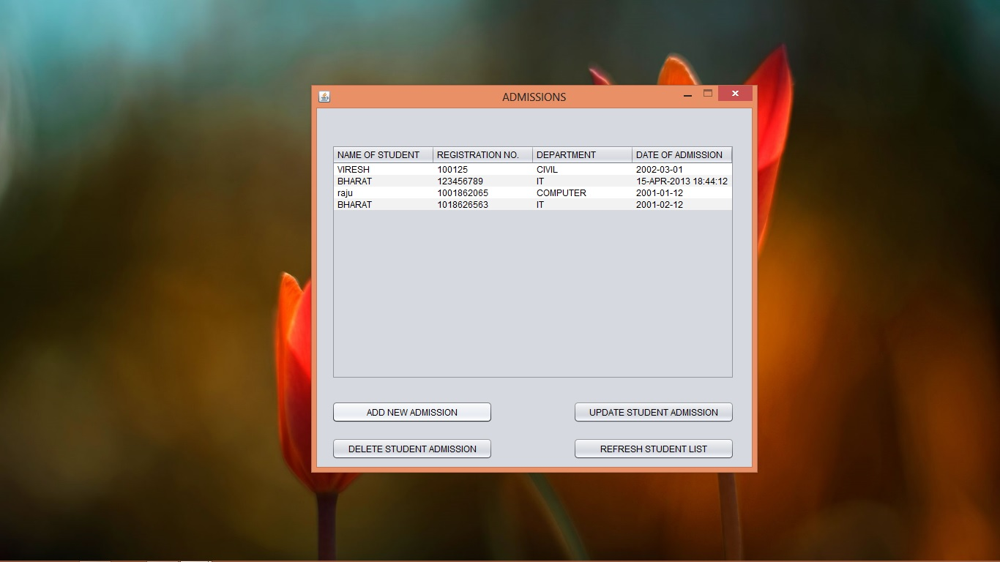 ADMISSIONS
NAME OF STUDENT REGISTRATION NO. DEPARTMENT DATE OF ADMISSION
VIRESH 100125 CIVIL 2002-03-01
BHARAT 123456789 IT 15-APR-2013 18:44:12
raju 1001862065 COMPUTER 2001-01-12
BHARAT 1018626563 IT 2001-02-12
ADD NEW ADMISSION UPDATE STUDENT ADMISSION
DELETE STUDENT ADMISSION REFRESH STUDENT LIST